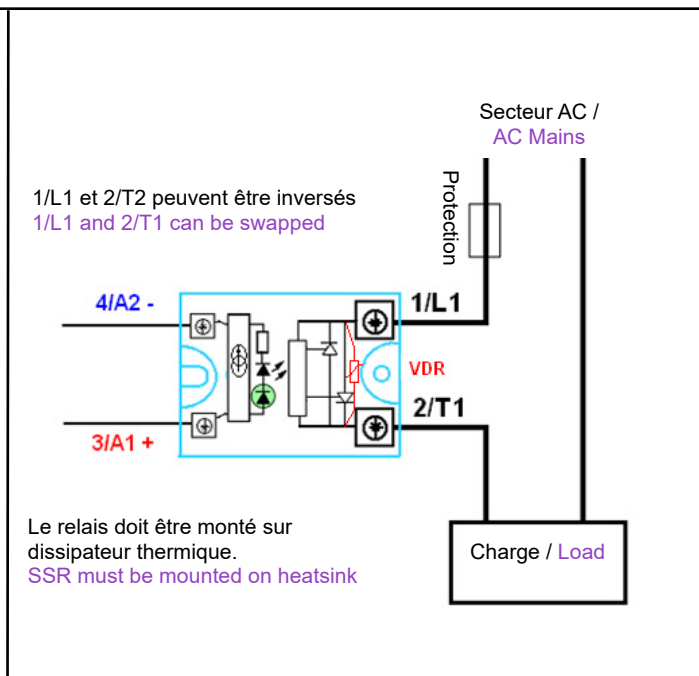 Secteur AC /
AC Mains
Protection
1/L1 et 2/T2 peuvent être inversés
1/L1 and 2/T1 can be swapped
4/A2 -
1/L1
VDR
2/T1
3/A1 +
Le relais doit être monté sur
dissipateur thermique.
SSR must be mounted on heatsink
Charge / Load